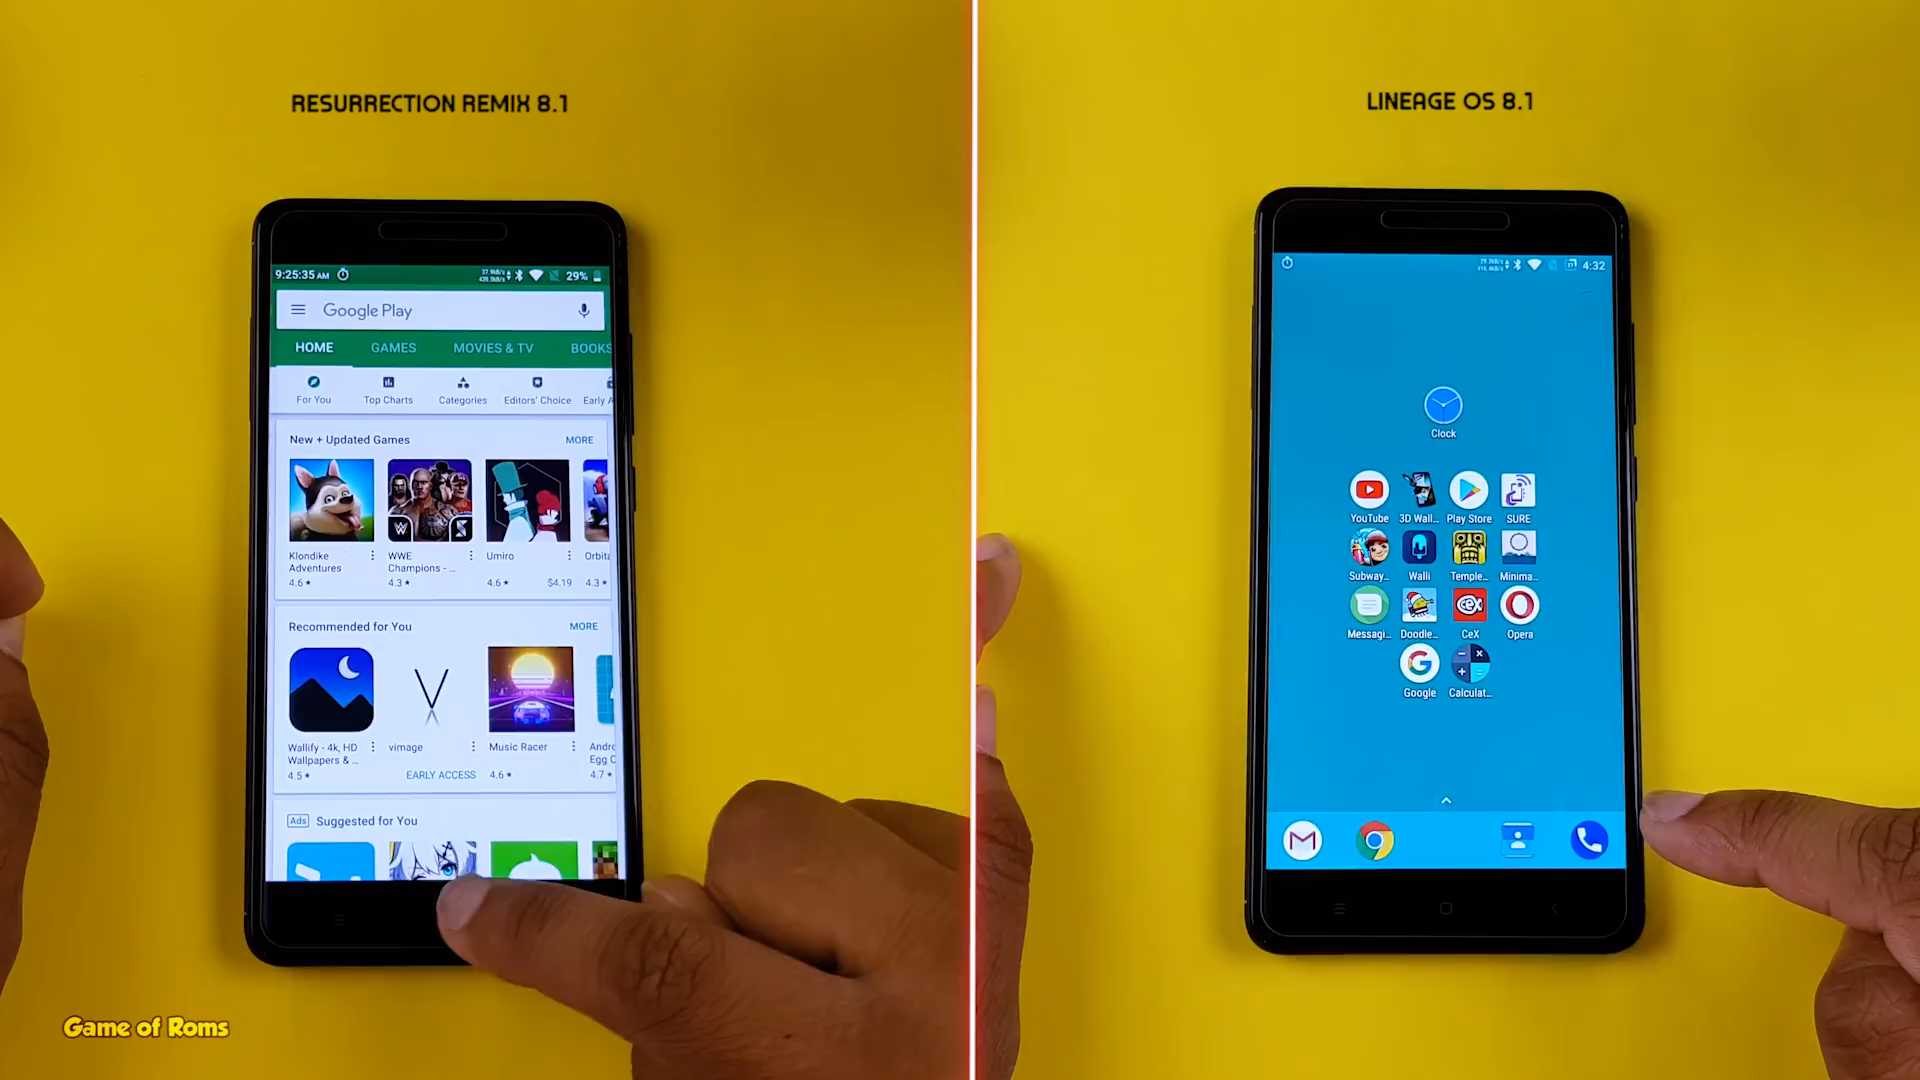 RESURRECTION REMIX 8.1
9:25:35 AM
29%
Google Play
HOME GAMES MOVIES & TV BOOKS
For You Top Charts Categories Editors' Choice Early A
New + Updated Games MORE
Klondike Adventures
4.6 ★
WWE Champions - ...
4.3 ★
Umiro
4.6 ★ $4.19
Orbita
4.3 ★
Recommended for You MORE
Wallify - 4k, HD Wallpapers & ...
4.5 ★
vimage
EARLY ACCESS
Music Racer
4.6 ★
Andro
Egg C
4.7 ★
Ads Suggested for You
Game of Roms
LINEAGE OS 8.1
4:32
Clock
YouTube 3D Wall... Play Store SURE
Subway... Walli Temple... Minima...
Messagi... Doodle... CeX Opera
Google Calculat...